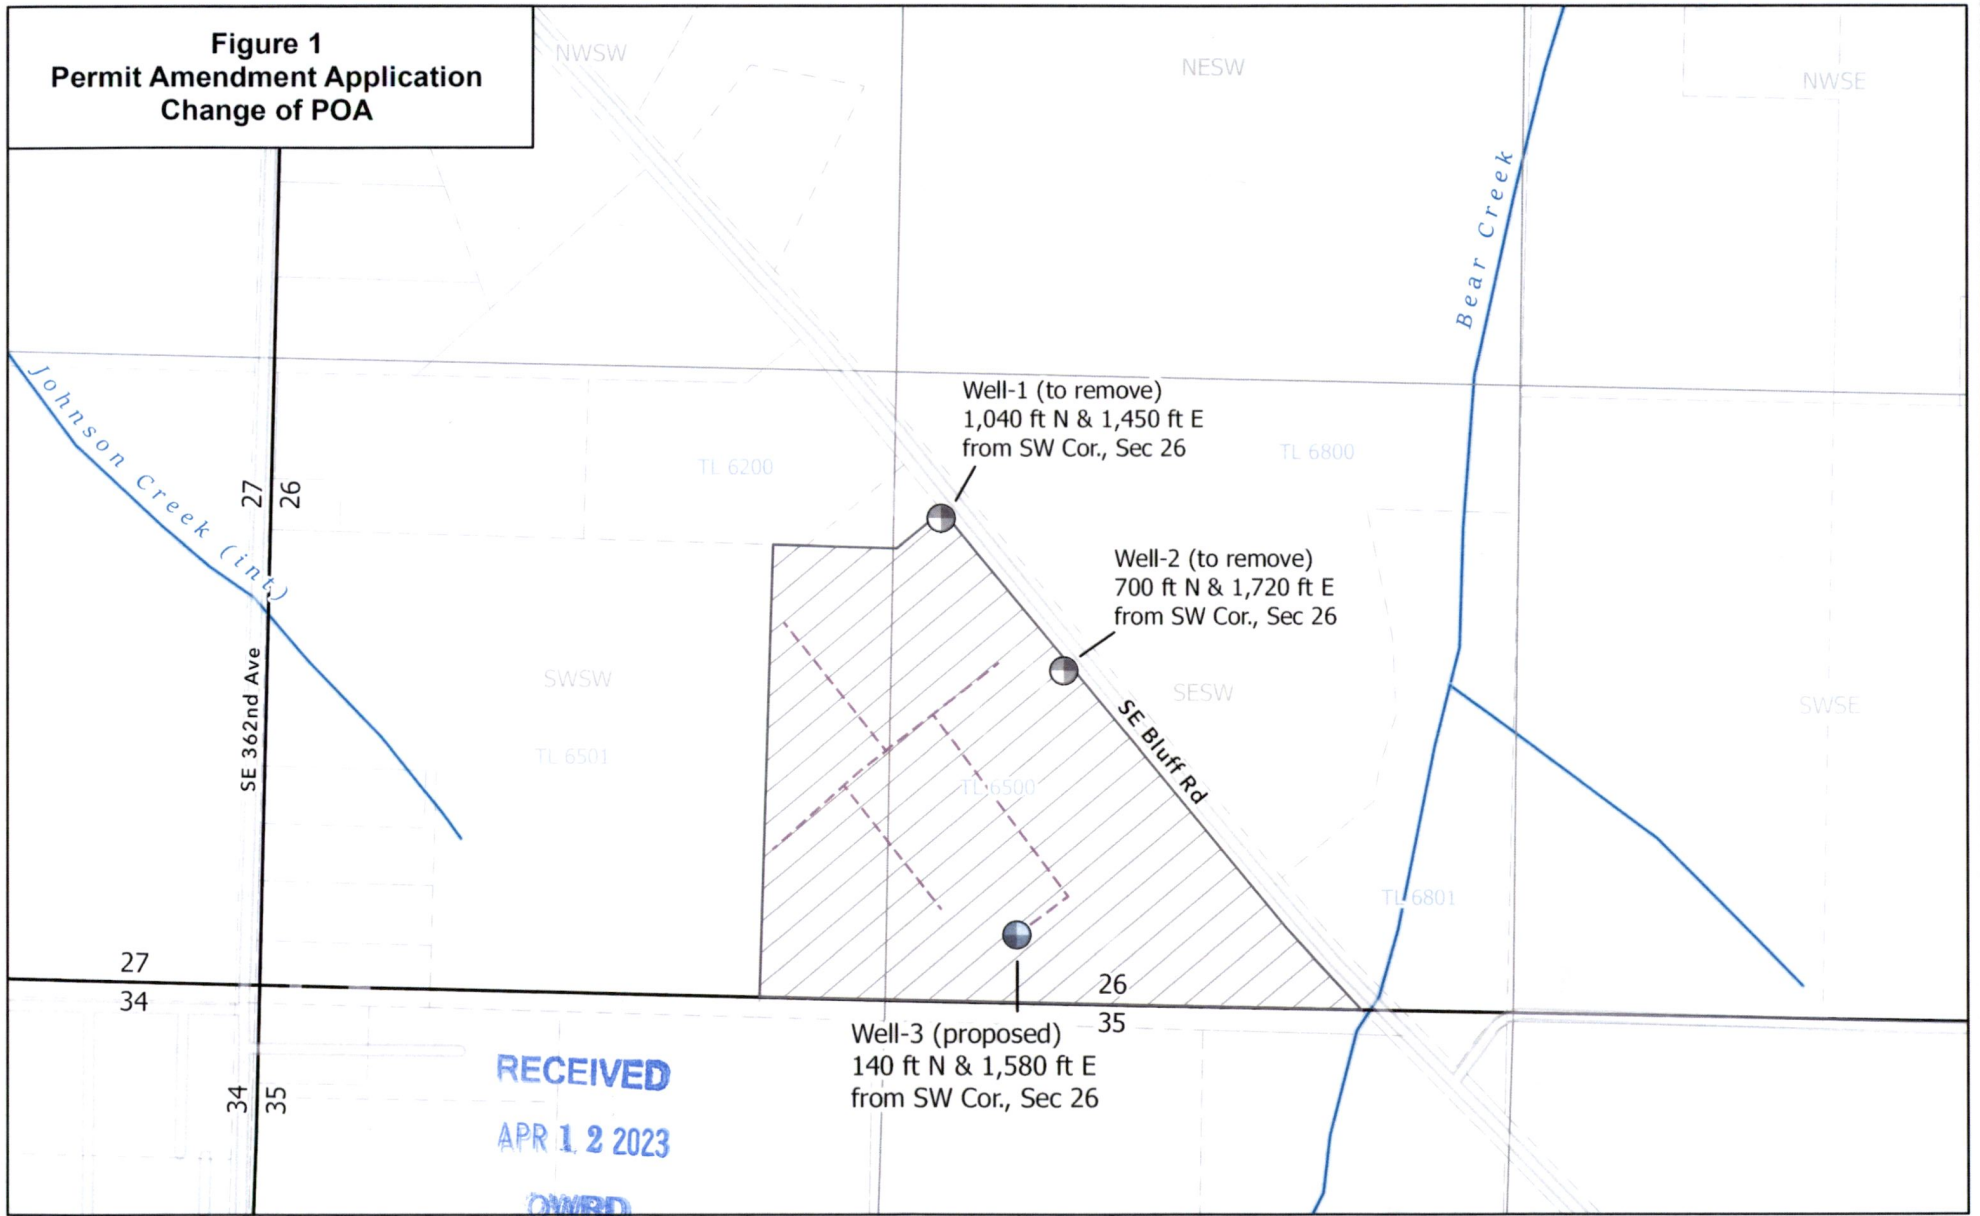 Figure 1
Permit Amendment Application
Change of POA
NWSW
NESW
NWSE
Bear Creek
Johnson Creek (int)
Well-1 (to remove)
1,040 ft N & 1,450 ft E
from SW Cor., Sec 26
TL 6200
TL 6800
27
26
Well-2 (to remove)
700 ft N & 1,720 ft E
from SW Cor., Sec 26
SE 362nd Ave
SWSW
SESW
SWSE
SE Bluff Rd
TL 6501
TL 6500
TL 6801
27
34
26
35
Well-3 (proposed)
140 ft N & 1,580 ft E
from SW Cor., Sec 26
34
35
RECEIVED
APR 12 2023
OWRD